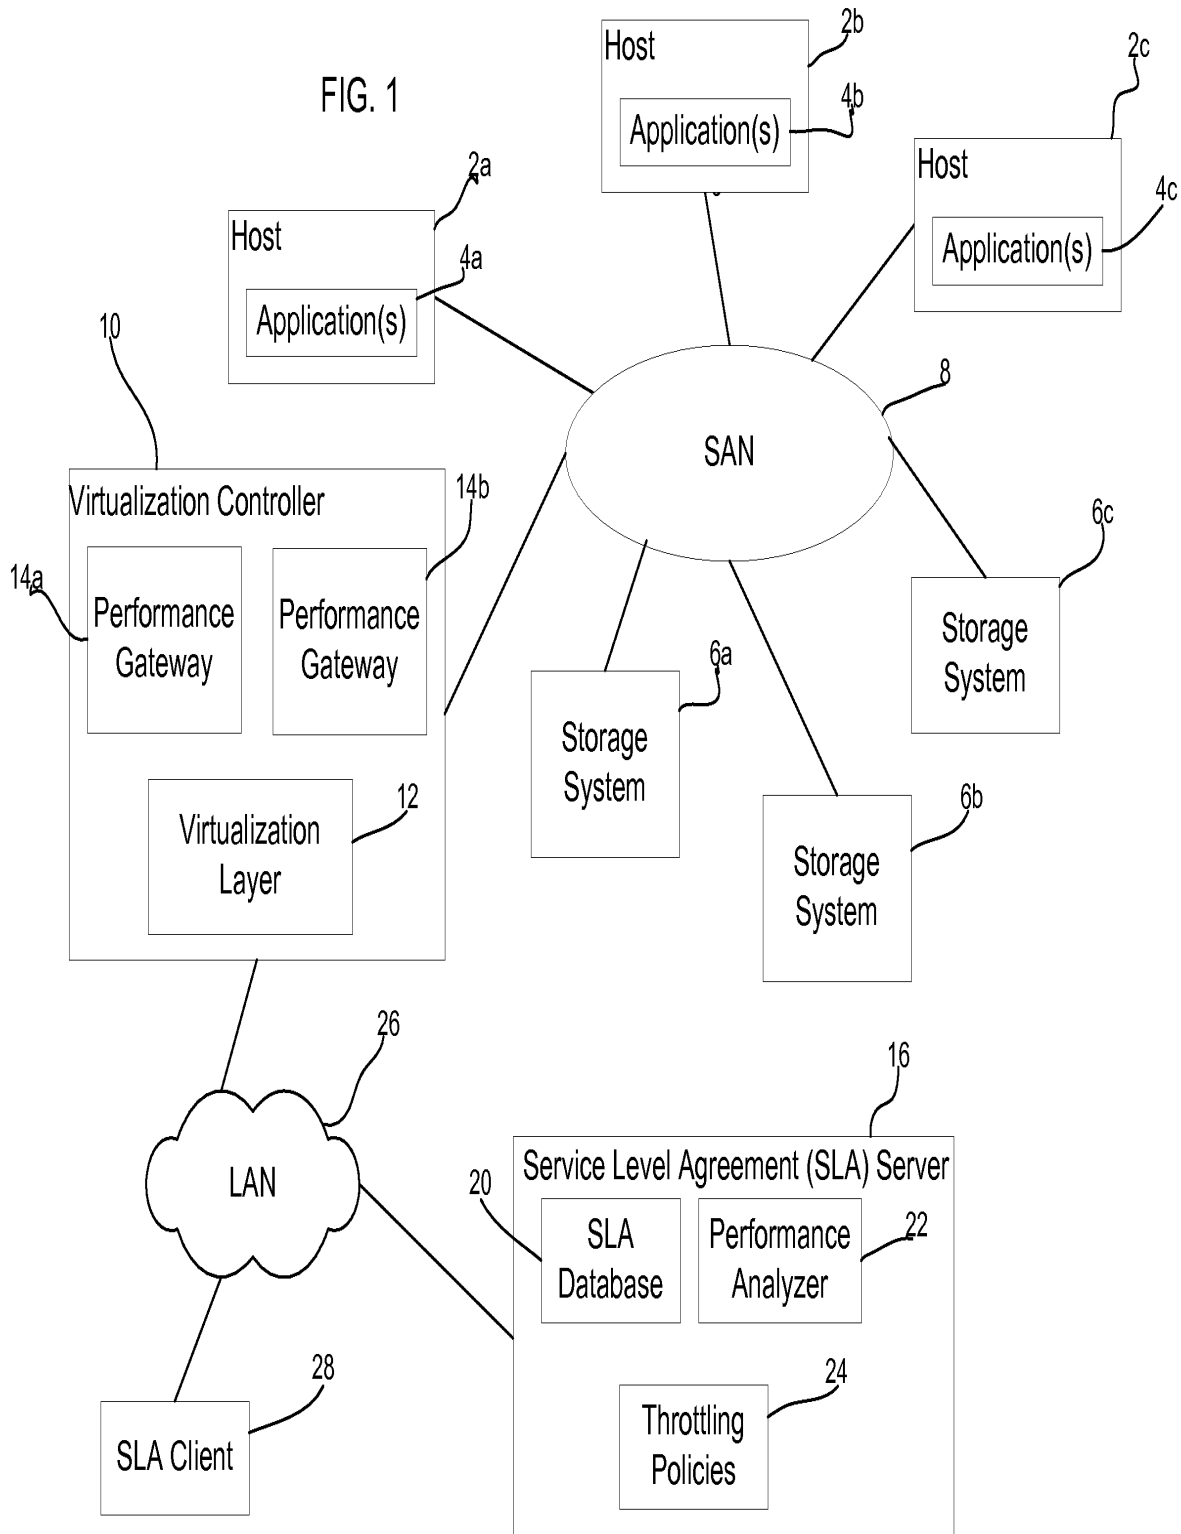 2b
Host
2c
FIG. 1
4b
Application(s)
Host
2a
4c
Host
Application(s)
4a
Application(s)
10
8
SAN
14b
Virtualization Controller
6c
14a
Performance
Gateway
Performance
Gateway
Storage
System
6a
Storage
System
12
Virtualization
Layer
6b
Storage
System
26
16
Service Level Agreement (SLA) Server
LAN
20
SLA
Database
Performance
Analyzer
22
28
24
SLA Client
Throttling
Policies